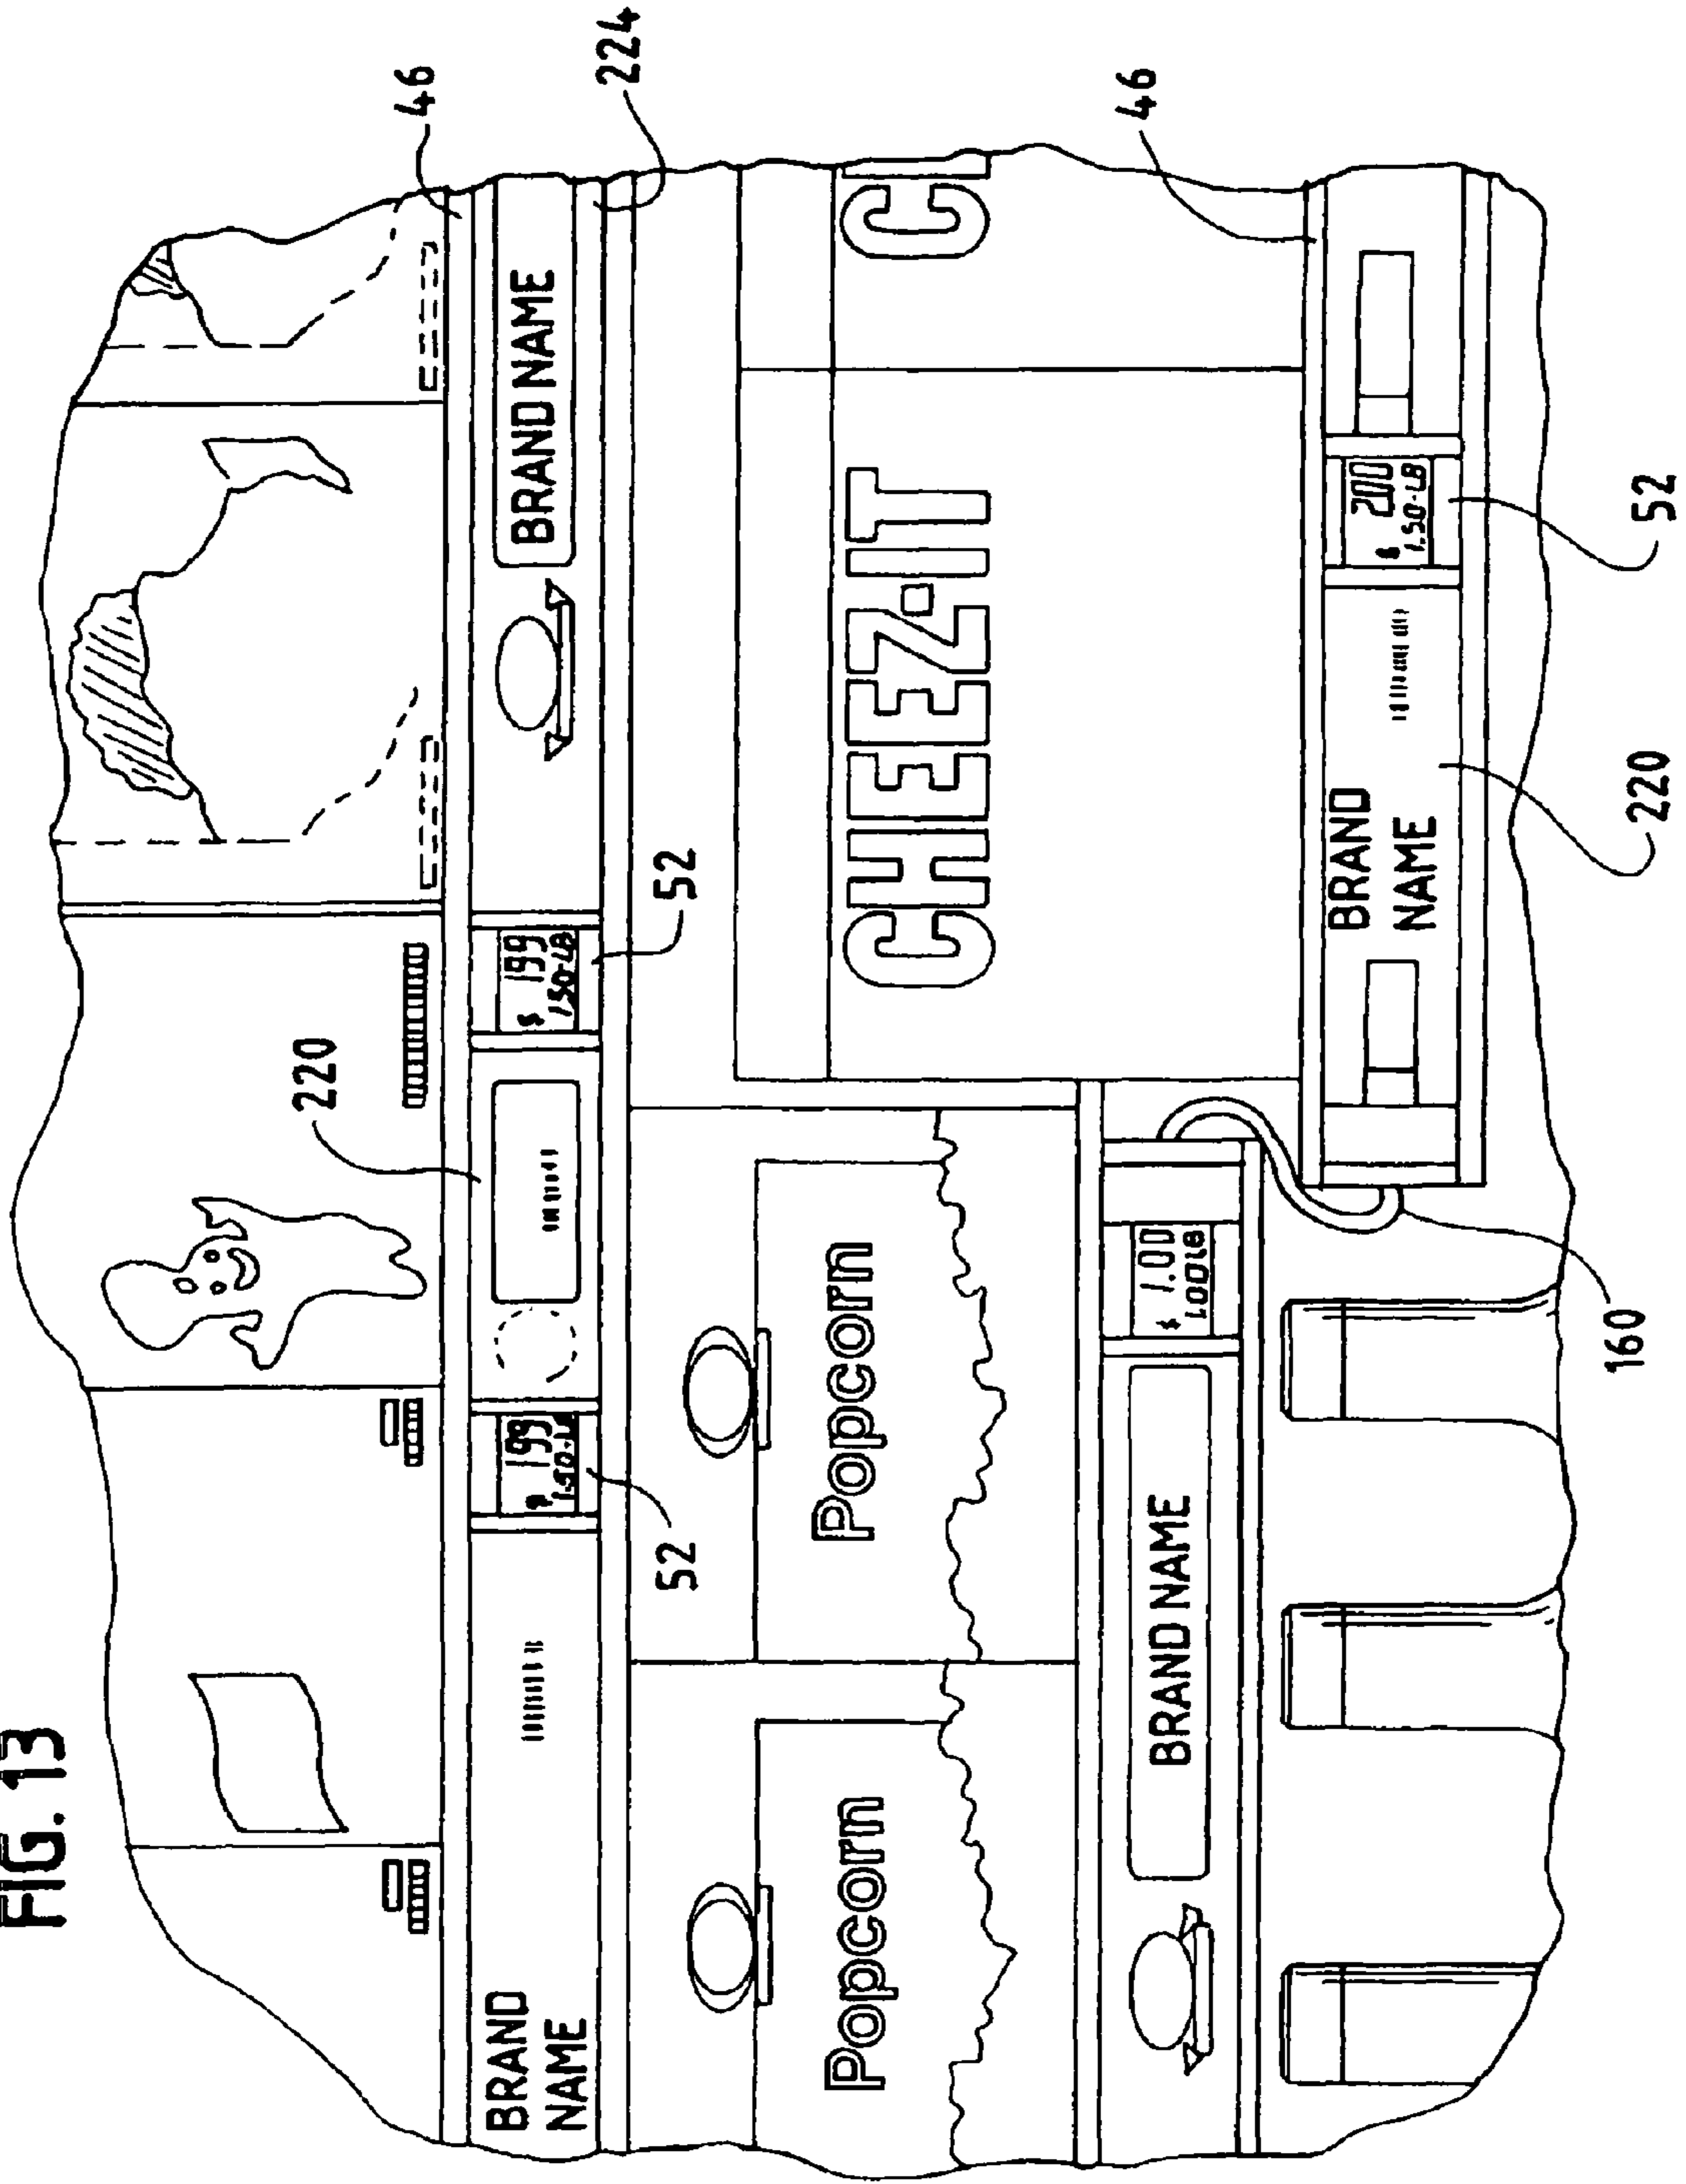 FIG. 13
220
46
BRAND
NAME
$ 199
1.50-LB
$ 199
1.50-LB
BRAND NAME
224
52
52
Popcorn
Popcorn
CHEEZ·IT
46
BRAND NAME
$ 1.00
1.00 LB
BRAND
NAME
$ 200
1.50-LB
160
220
52